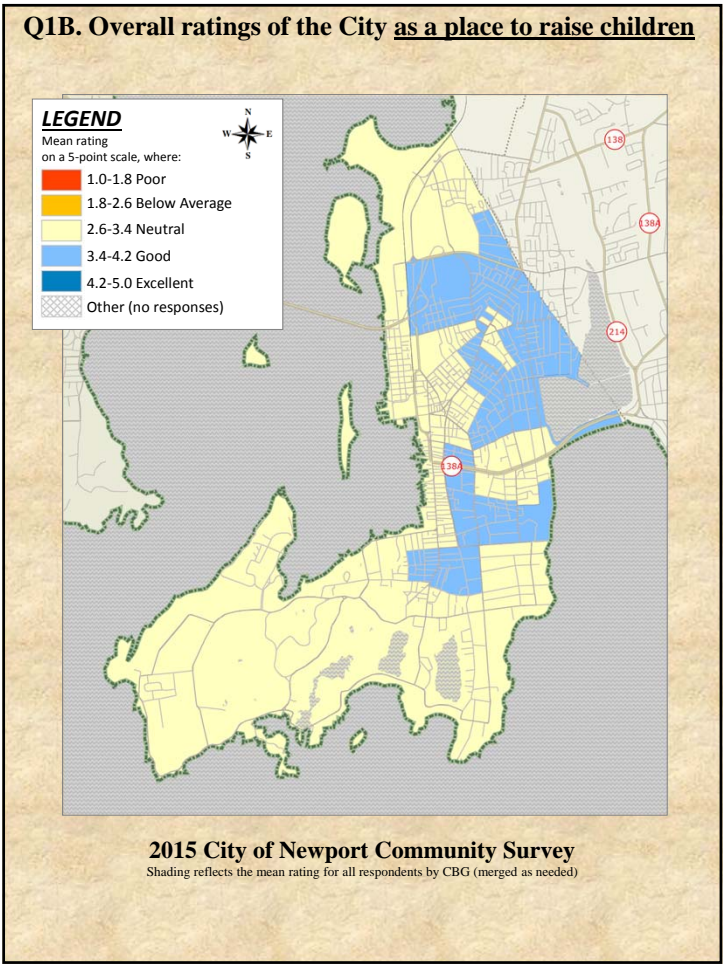 Q1B. Overall ratings of the City as a place to raise children
LEGEND
N
W E
S
Mean rating
on a 5-point scale, where:
1.0-1.8 Poor
1.8-2.6 Below Average
2.6-3.4 Neutral
3.4-4.2 Good
4.2-5.0 Excellent
Other (no responses)
138
138A
214
138A
2015 City of Newport Community Survey
Shading reflects the mean rating for all respondents by CBG (merged as needed)